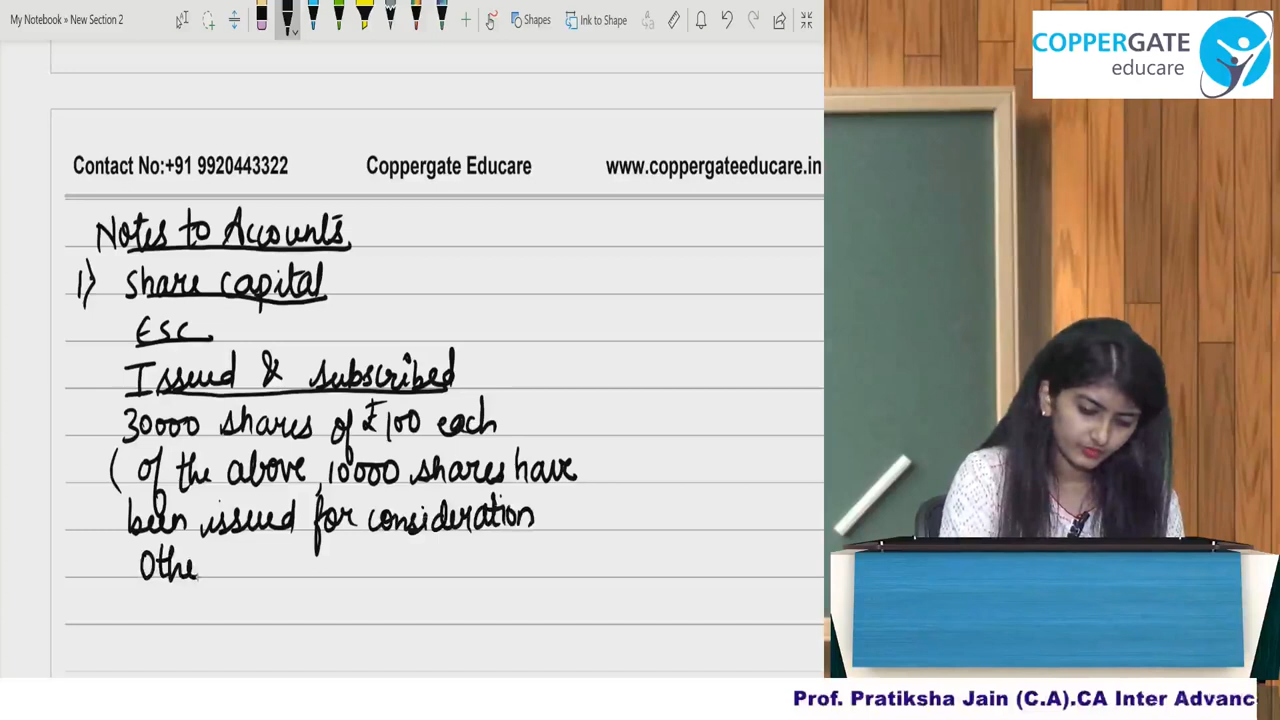 My Notebook » New Section 2
Shapes
Ink to Shape
COPPERGATE
educare
Contact No:+91 9920443322 Coppergate Educare www.coppergateeducare.in
Notes to Accounts
1) Share capital
ESC
Issued & subscribed
30000 shares of ₹100 each
( of the above, 10000 shares have
been issued for consideration
Othe
Prof. Pratiksha Jain (C.A).CA Inter Advanc